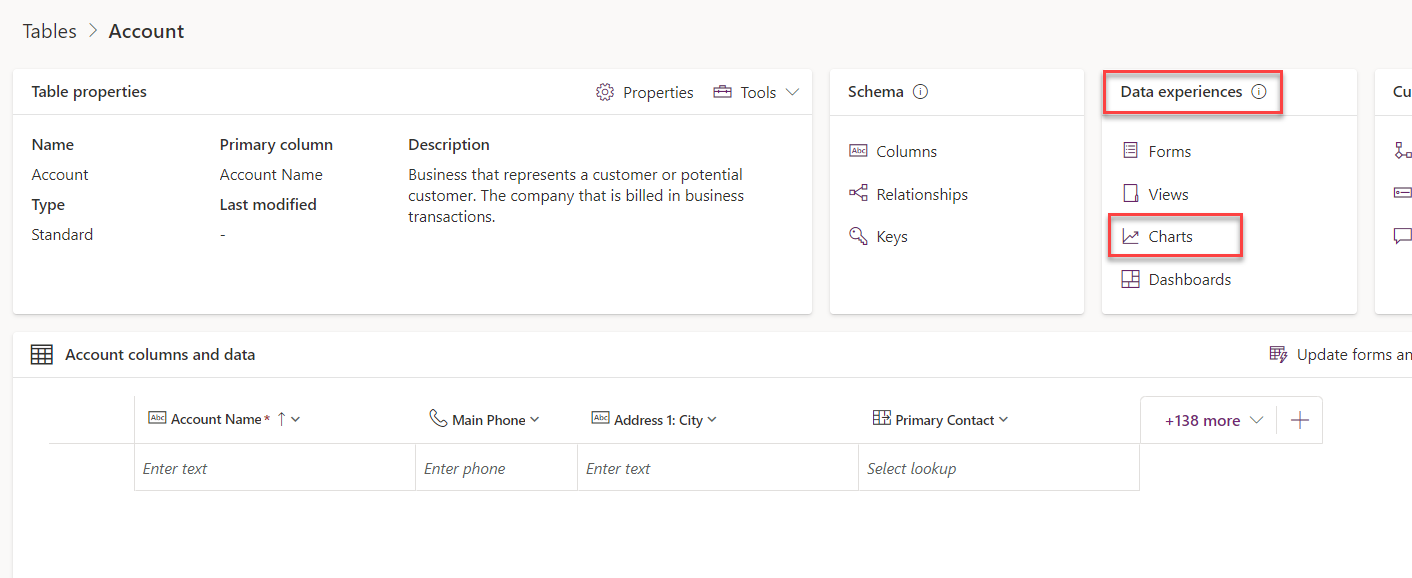 Tables > Account
Table properties
Properties
Tools
Name
Primary column
Description
Account
Account Name
Business that represents a customer or potential
customer. The company that is billed in business
transactions.
Type
Last modified
Standard
-
Schema
Columns
Relationships
Keys
Data experiences
Forms
Views
Charts
Dashboards
Cu
Account columns and data
Update forms an
Abc Account Name* ↑
Main Phone
Abc Address 1: City
Primary Contact
+138 more
Enter text
Enter phone
Enter text
Select lookup